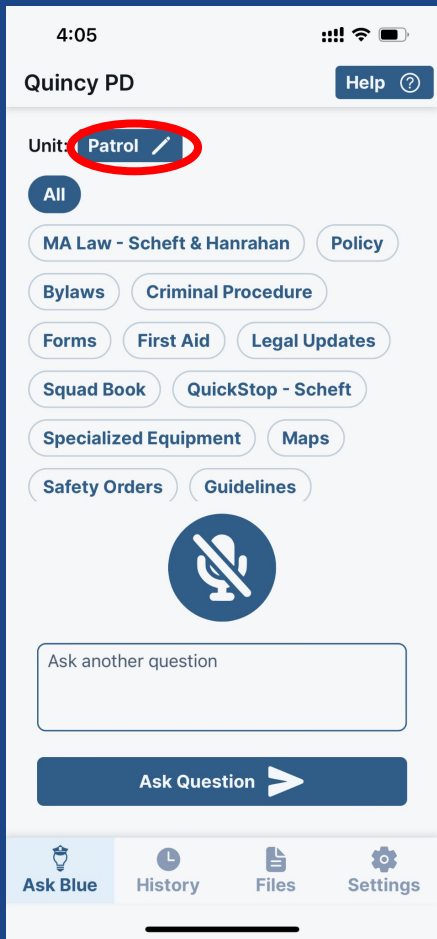 4:05
Quincy PD
Help
Unit: Patrol
All
MA Law - Scheft & Hanrahan Policy
Bylaws Criminal Procedure
Forms First Aid Legal Updates
Squad Book QuickStop - Scheft
Specialized Equipment Maps
Safety Orders Guidelines
Ask another question
Ask Question
Ask Blue History Files Settings